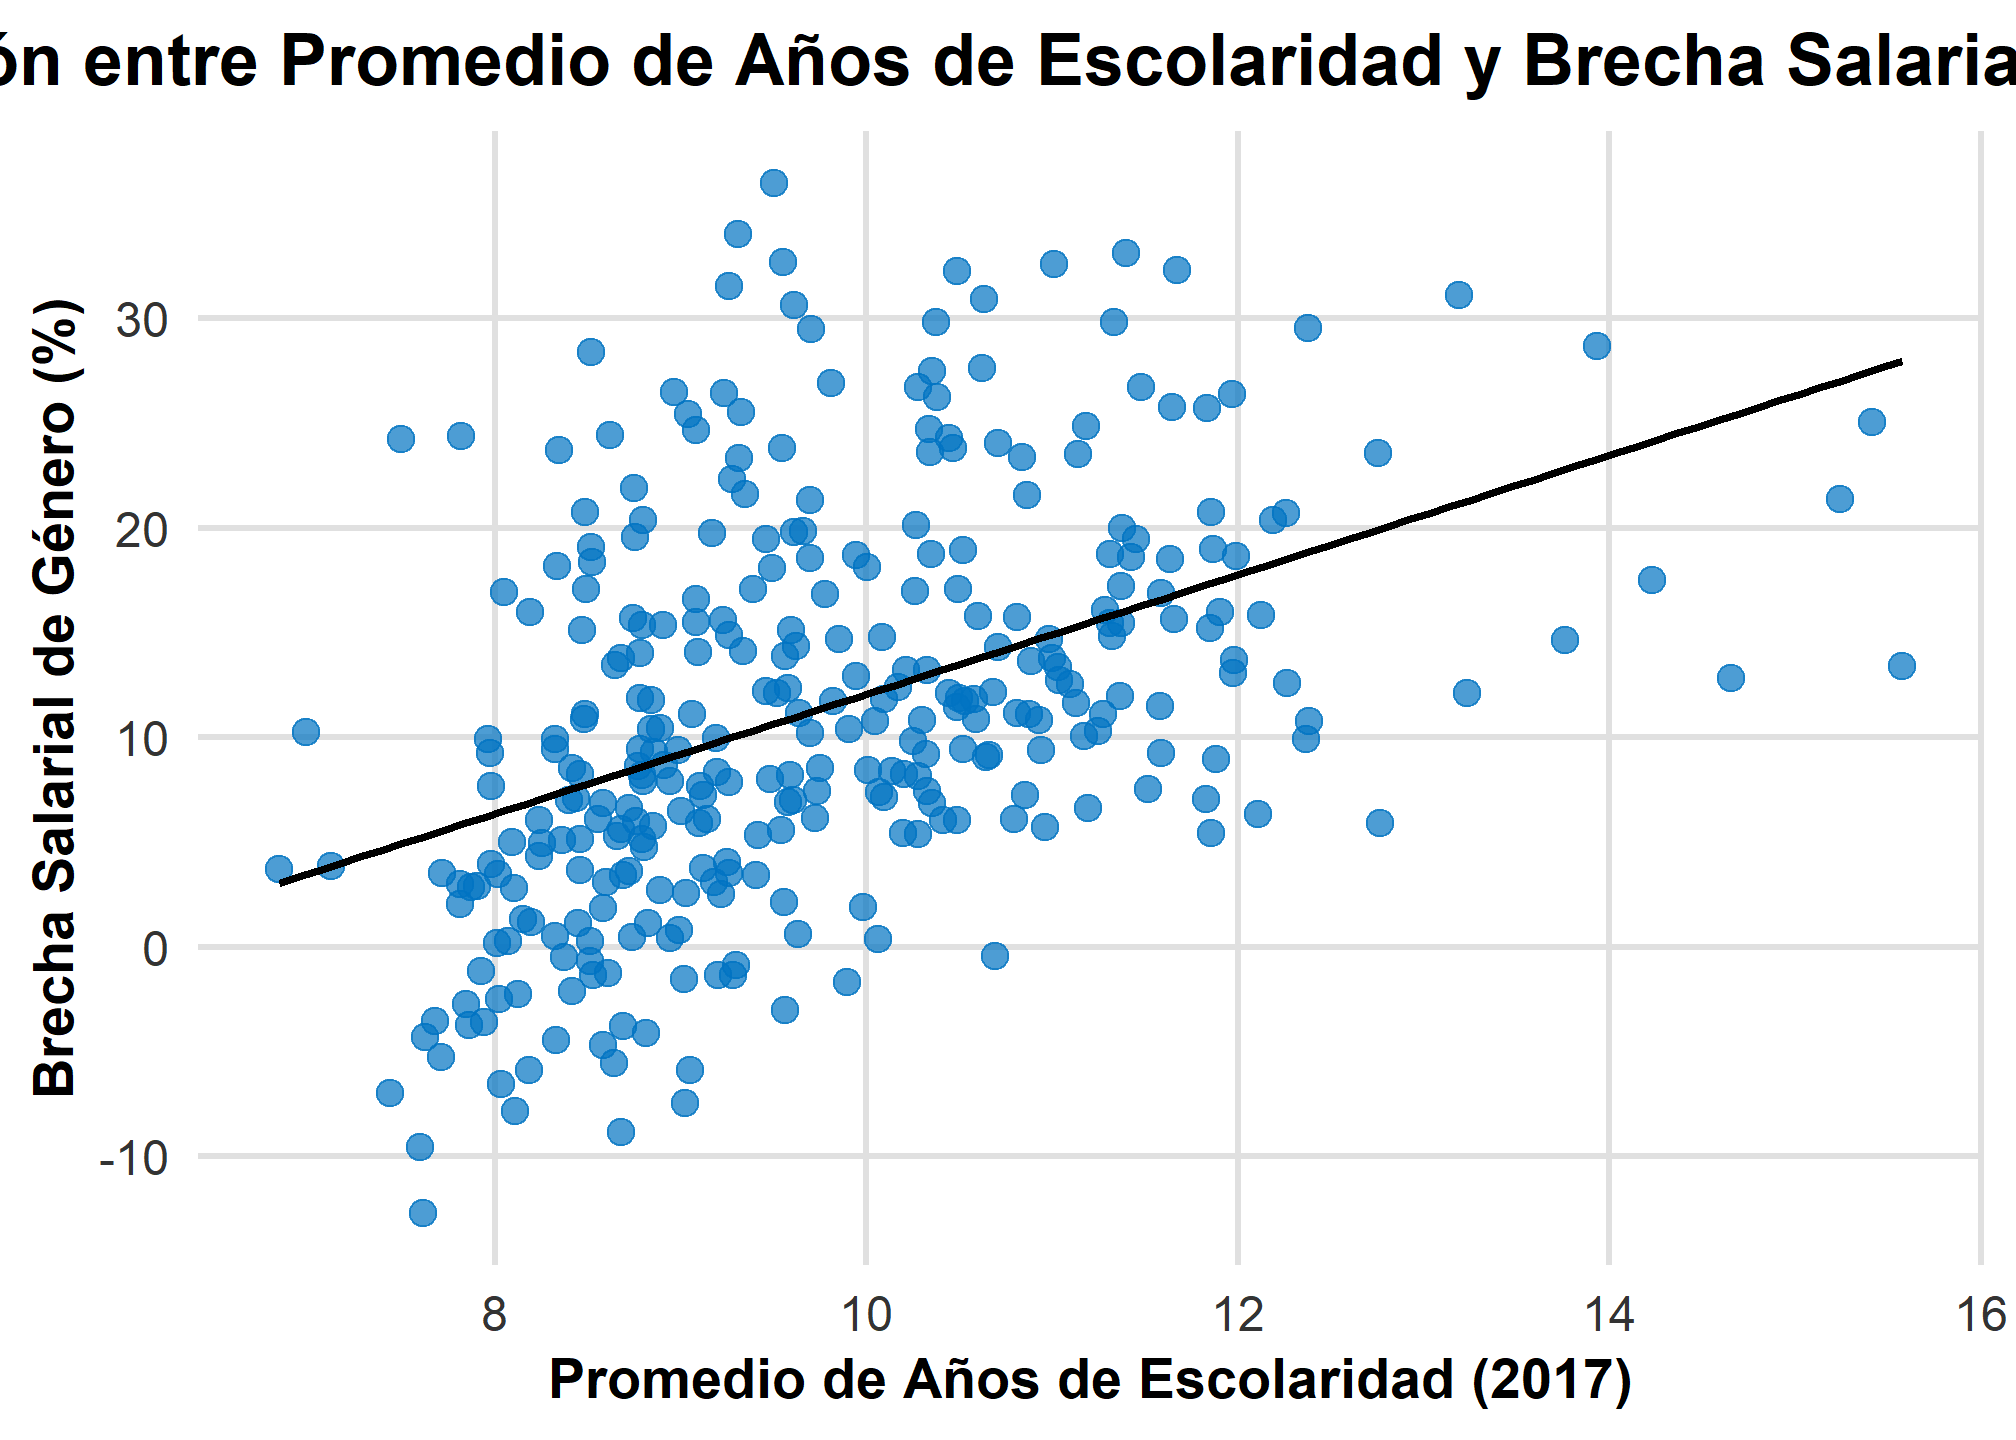 ón entre Promedio de Años de Escolaridad y Brecha Salaria
Brecha Salarial de Género (%)
30
20
10
0
-10
8 10 12 14 16
Promedio de Años de Escolaridad (2017)